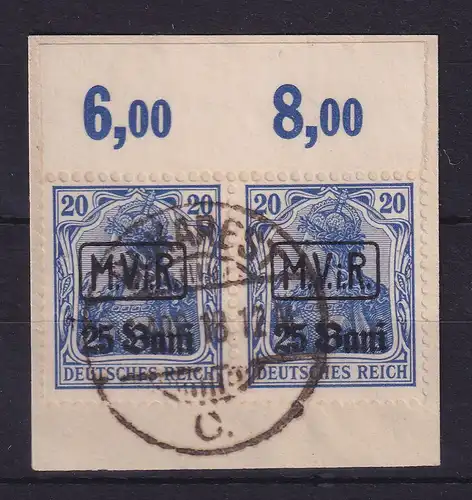 6,00 8,00
20 20 20 20
M.V.i.R. M.V.i.R.
25 Bani 25 Bani
DEUTSCHES REICH DEUTSCHES REICH
C.